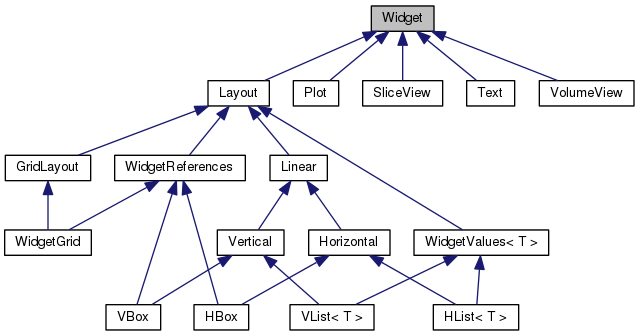 Widget
Layout
Plot
SliceView
Text
VolumeView
GridLayout
WidgetReferences
Linear
WidgetGrid
Vertical
Horizontal
WidgetValues< T >
VBox
HBox
VList< T >
HList< T >